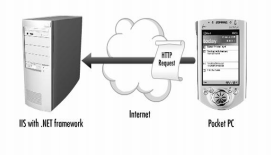 HTTP
Request
IIS with .NET framework
Internet
Pocket PC